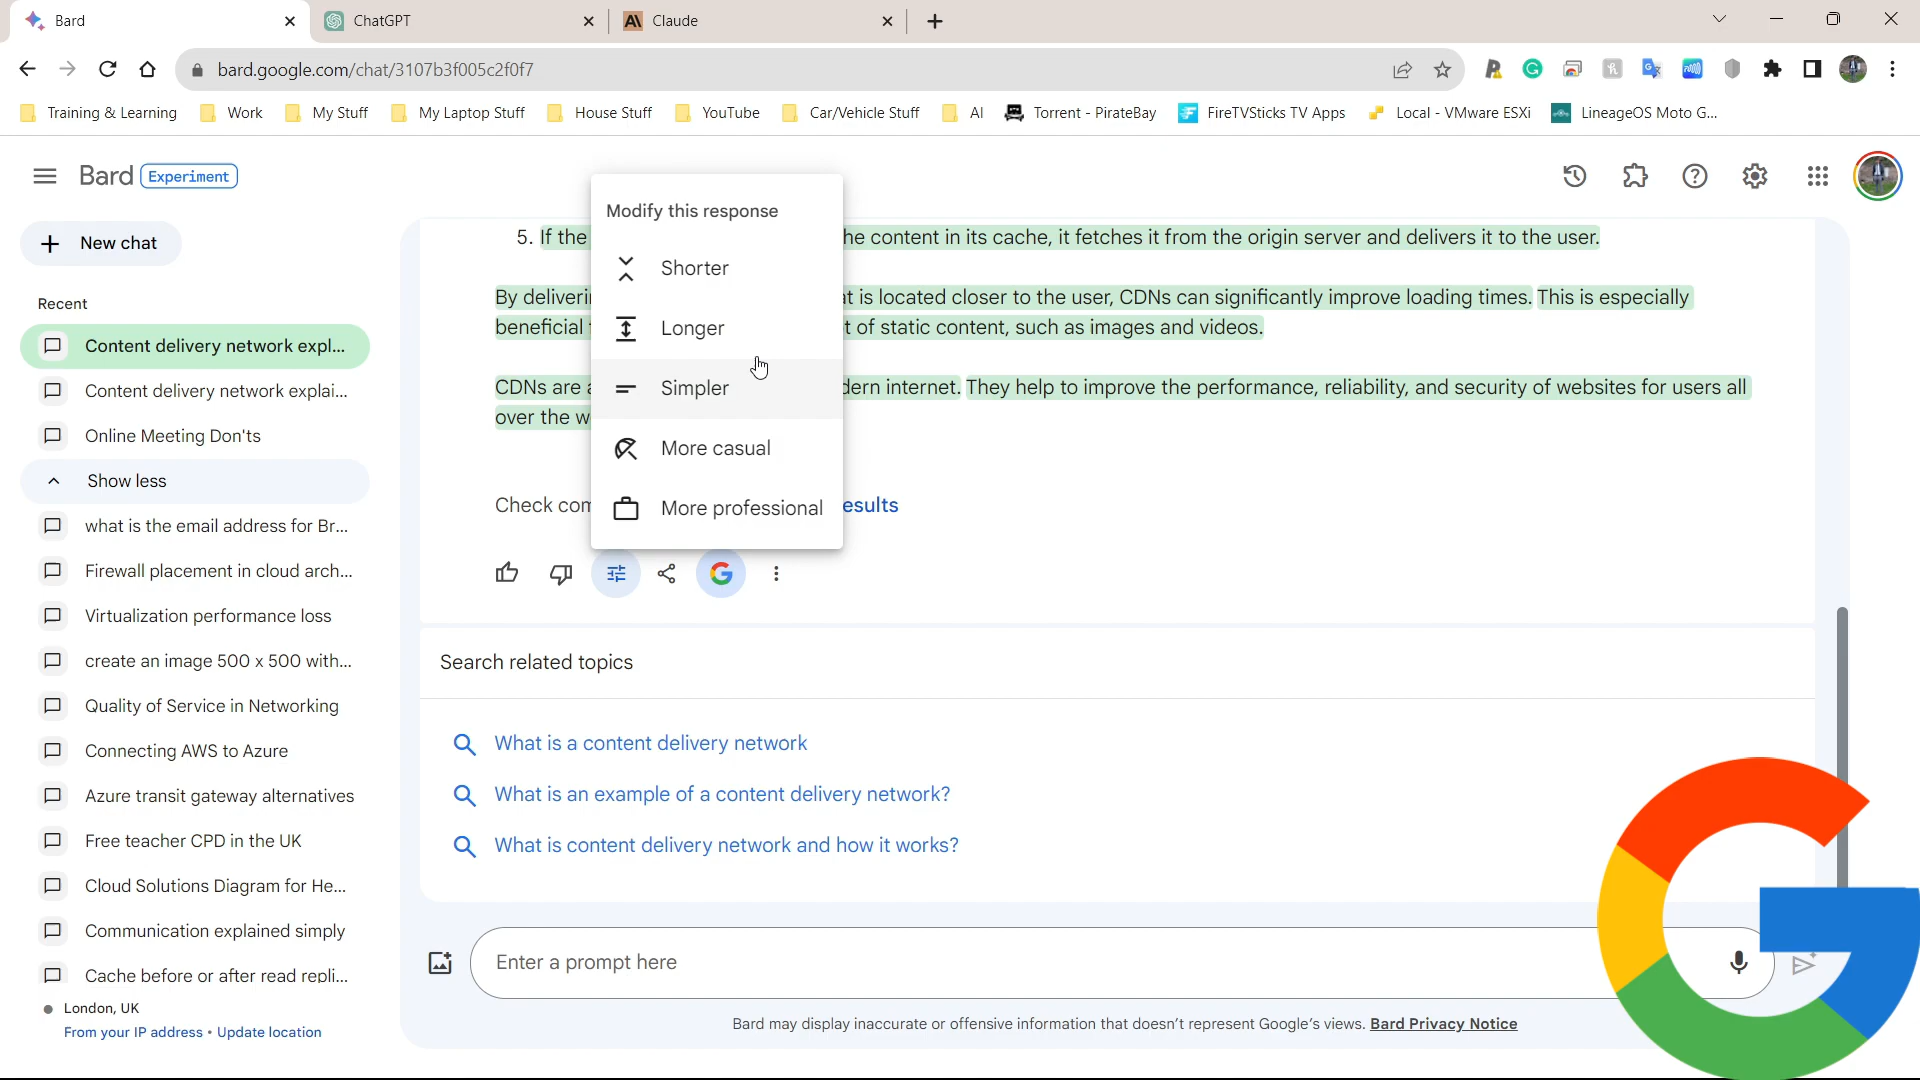 Bard
ChatGPT
Claude
bard.google.com/chat/3107b3f005c2f0f7
Training & Learning
Work
My Stuff
My Laptop Stuff
House Stuff
YouTube
Car/Vehicle Stuff
AI
Torrent - PirateBay
FireTVSticks TV Apps
Local - VMware ESXi
LineageOS Moto G...
Bard Experiment
New chat
Recent
Content delivery network expl...
Content delivery network explai...
Online Meeting Don'ts
Show less
what is the email address for Br...
Firewall placement in cloud arch...
Virtualization performance loss
create an image 500 x 500 with...
Quality of Service in Networking
Connecting AWS to Azure
Azure transit gateway alternatives
Free teacher CPD in the UK
Cloud Solutions Diagram for He...
Communication explained simply
Cache before or after read repli...
London, UK
From your IP address • Update location
Modify this response
Shorter
Longer
Simpler
More casual
More professional
5. If the he content in its cache, it fetches it from the origin server and delivers it to the user.
By deliveri is located closer to the user, CDNs can significantly improve loading times. This is especially
beneficial t of static content, such as images and videos.
CDNs are dern internet. They help to improve the performance, reliability, and security of websites for users all
over the w
Check com esults
Search related topics
What is a content delivery network
What is an example of a content delivery network?
What is content delivery network and how it works?
Enter a prompt here
Bard may display inaccurate or offensive information that doesn't represent Google's views. Bard Privacy Notice